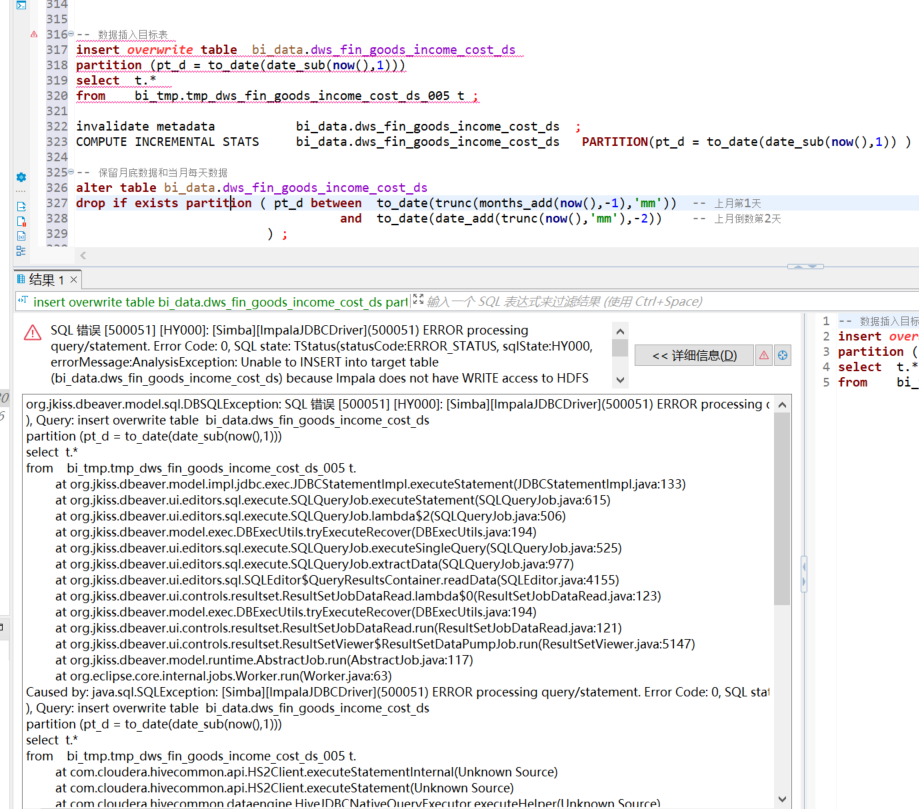 314
315
316 -- 数据插入目标表
317 insert overwrite table bi_data.dws_fin_goods_income_cost_ds
318 partition (pt_d = to_date(date_sub(now(),1)))
319 select t.*
320 from bi_tmp.tmp_dws_fin_goods_income_cost_ds_005 t ;
321
322 invalidate metadata bi_data.dws_fin_goods_income_cost_ds ;
323 COMPUTE INCREMENTAL STATS bi_data.dws_fin_goods_income_cost_ds PARTITION(pt_d = to_date(date_sub(now(),1)) )
324
325 -- 保留月底数据和当月每天数据
326 alter table bi_data.dws_fin_goods_income_cost_ds
327 drop if exists partition ( pt_d between to_date(trunc(months_add(now(),-1),'mm')) -- 上月第1天
328 and to_date(date_add(trunc(now(),'mm'),-2)) -- 上月倒数第2天
329 ) ;
结果 1 ×
insert overwrite table bi_data.dws_fin_goods_income_cost_ds part 输入一个 SQL 表达式来过滤结果 (使用 Ctrl+Space)
SQL 错误 [500051] [HY000]: [Simba][ImpalaJDBCDriver](500051) ERROR processing
query/statement. Error Code: 0, SQL state: TStatus(statusCode:ERROR_STATUS, sqlState:HY000,
errorMessage:AnalysisException: Unable to INSERT into target table
(bi_data.dws_fin_goods_income_cost_ds) because Impala does not have WRITE access to HDFS
<< 详细信息(D)
1 -- 数据插入目标
2 insert over
3 partition (
4 select t.*
5 from bi_
org.jkiss.dbeaver.model.sql.DBSQLException: SQL 错误 [500051] [HY000]: [Simba][ImpalaJDBCDriver](500051) ERROR processing
), Query: insert overwrite table bi_data.dws_fin_goods_income_cost_ds
partition (pt_d = to_date(date_sub(now(),1)))
select t.*
from bi_tmp.tmp_dws_fin_goods_income_cost_ds_005 t.
at org.jkiss.dbeaver.model.impl.jdbc.exec.JDBCStatementImpl.executeStatement(JDBCStatementImpl.java:133)
at org.jkiss.dbeaver.ui.editors.sql.execute.SQLQueryJob.executeStatement(SQLQueryJob.java:615)
at org.jkiss.dbeaver.ui.editors.sql.execute.SQLQueryJob.lambda$2(SQLQueryJob.java:506)
at org.jkiss.dbeaver.model.exec.DBExecUtils.tryExecuteRecover(DBExecUtils.java:194)
at org.jkiss.dbeaver.ui.editors.sql.execute.SQLQueryJob.executeSingleQuery(SQLQueryJob.java:525)
at org.jkiss.dbeaver.ui.editors.sql.execute.SQLQueryJob.extractData(SQLQueryJob.java:977)
at org.jkiss.dbeaver.ui.editors.sql.SQLEditor$QueryResultsContainer.readData(SQLEditor.java:4155)
at org.jkiss.dbeaver.ui.controls.resultset.ResultSetJobDataRead.lambda$0(ResultSetJobDataRead.java:123)
at org.jkiss.dbeaver.model.exec.DBExecUtils.tryExecuteRecover(DBExecUtils.java:194)
at org.jkiss.dbeaver.ui.controls.resultset.ResultSetJobDataRead.run(ResultSetJobDataRead.java:121)
at org.jkiss.dbeaver.ui.controls.resultset.ResultSetViewer$ResultSetDataPumpJob.run(ResultSetViewer.java:5147)
at org.jkiss.dbeaver.model.runtime.AbstractJob.run(AbstractJob.java:117)
at org.eclipse.core.internal.jobs.Worker.run(Worker.java:63)
Caused by: java.sql.SQLException: [Simba][ImpalaJDBCDriver](500051) ERROR processing query/statement. Error Code: 0, SQL stat
), Query: insert overwrite table bi_data.dws_fin_goods_income_cost_ds
partition (pt_d = to_date(date_sub(now(),1)))
select t.*
from bi_tmp.tmp_dws_fin_goods_income_cost_ds_005 t.
at com.cloudera.hivecommon.api.HS2Client.executeStatementInternal(Unknown Source)
at com.cloudera.hivecommon.api.HS2Client.executeStatement(Unknown Source)
at com.cloudera.hivecommon.dataengine.HiveJDBCNativeQueryExecutor.executeHelper(Unknown Source)